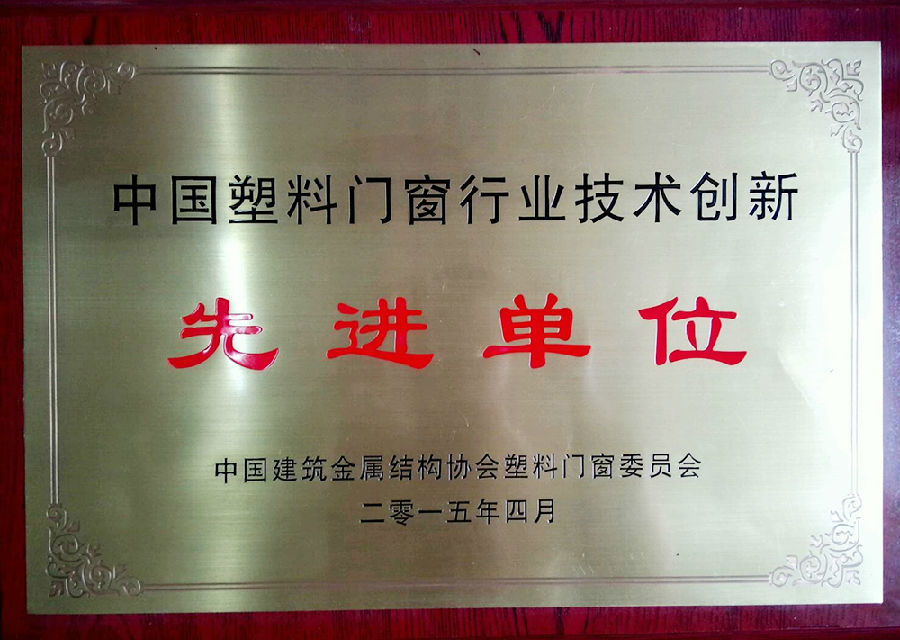 中国塑料门窗行业技术创新
先进单位
中国建筑金属结构协会塑料门窗委员会
二零一五年四月